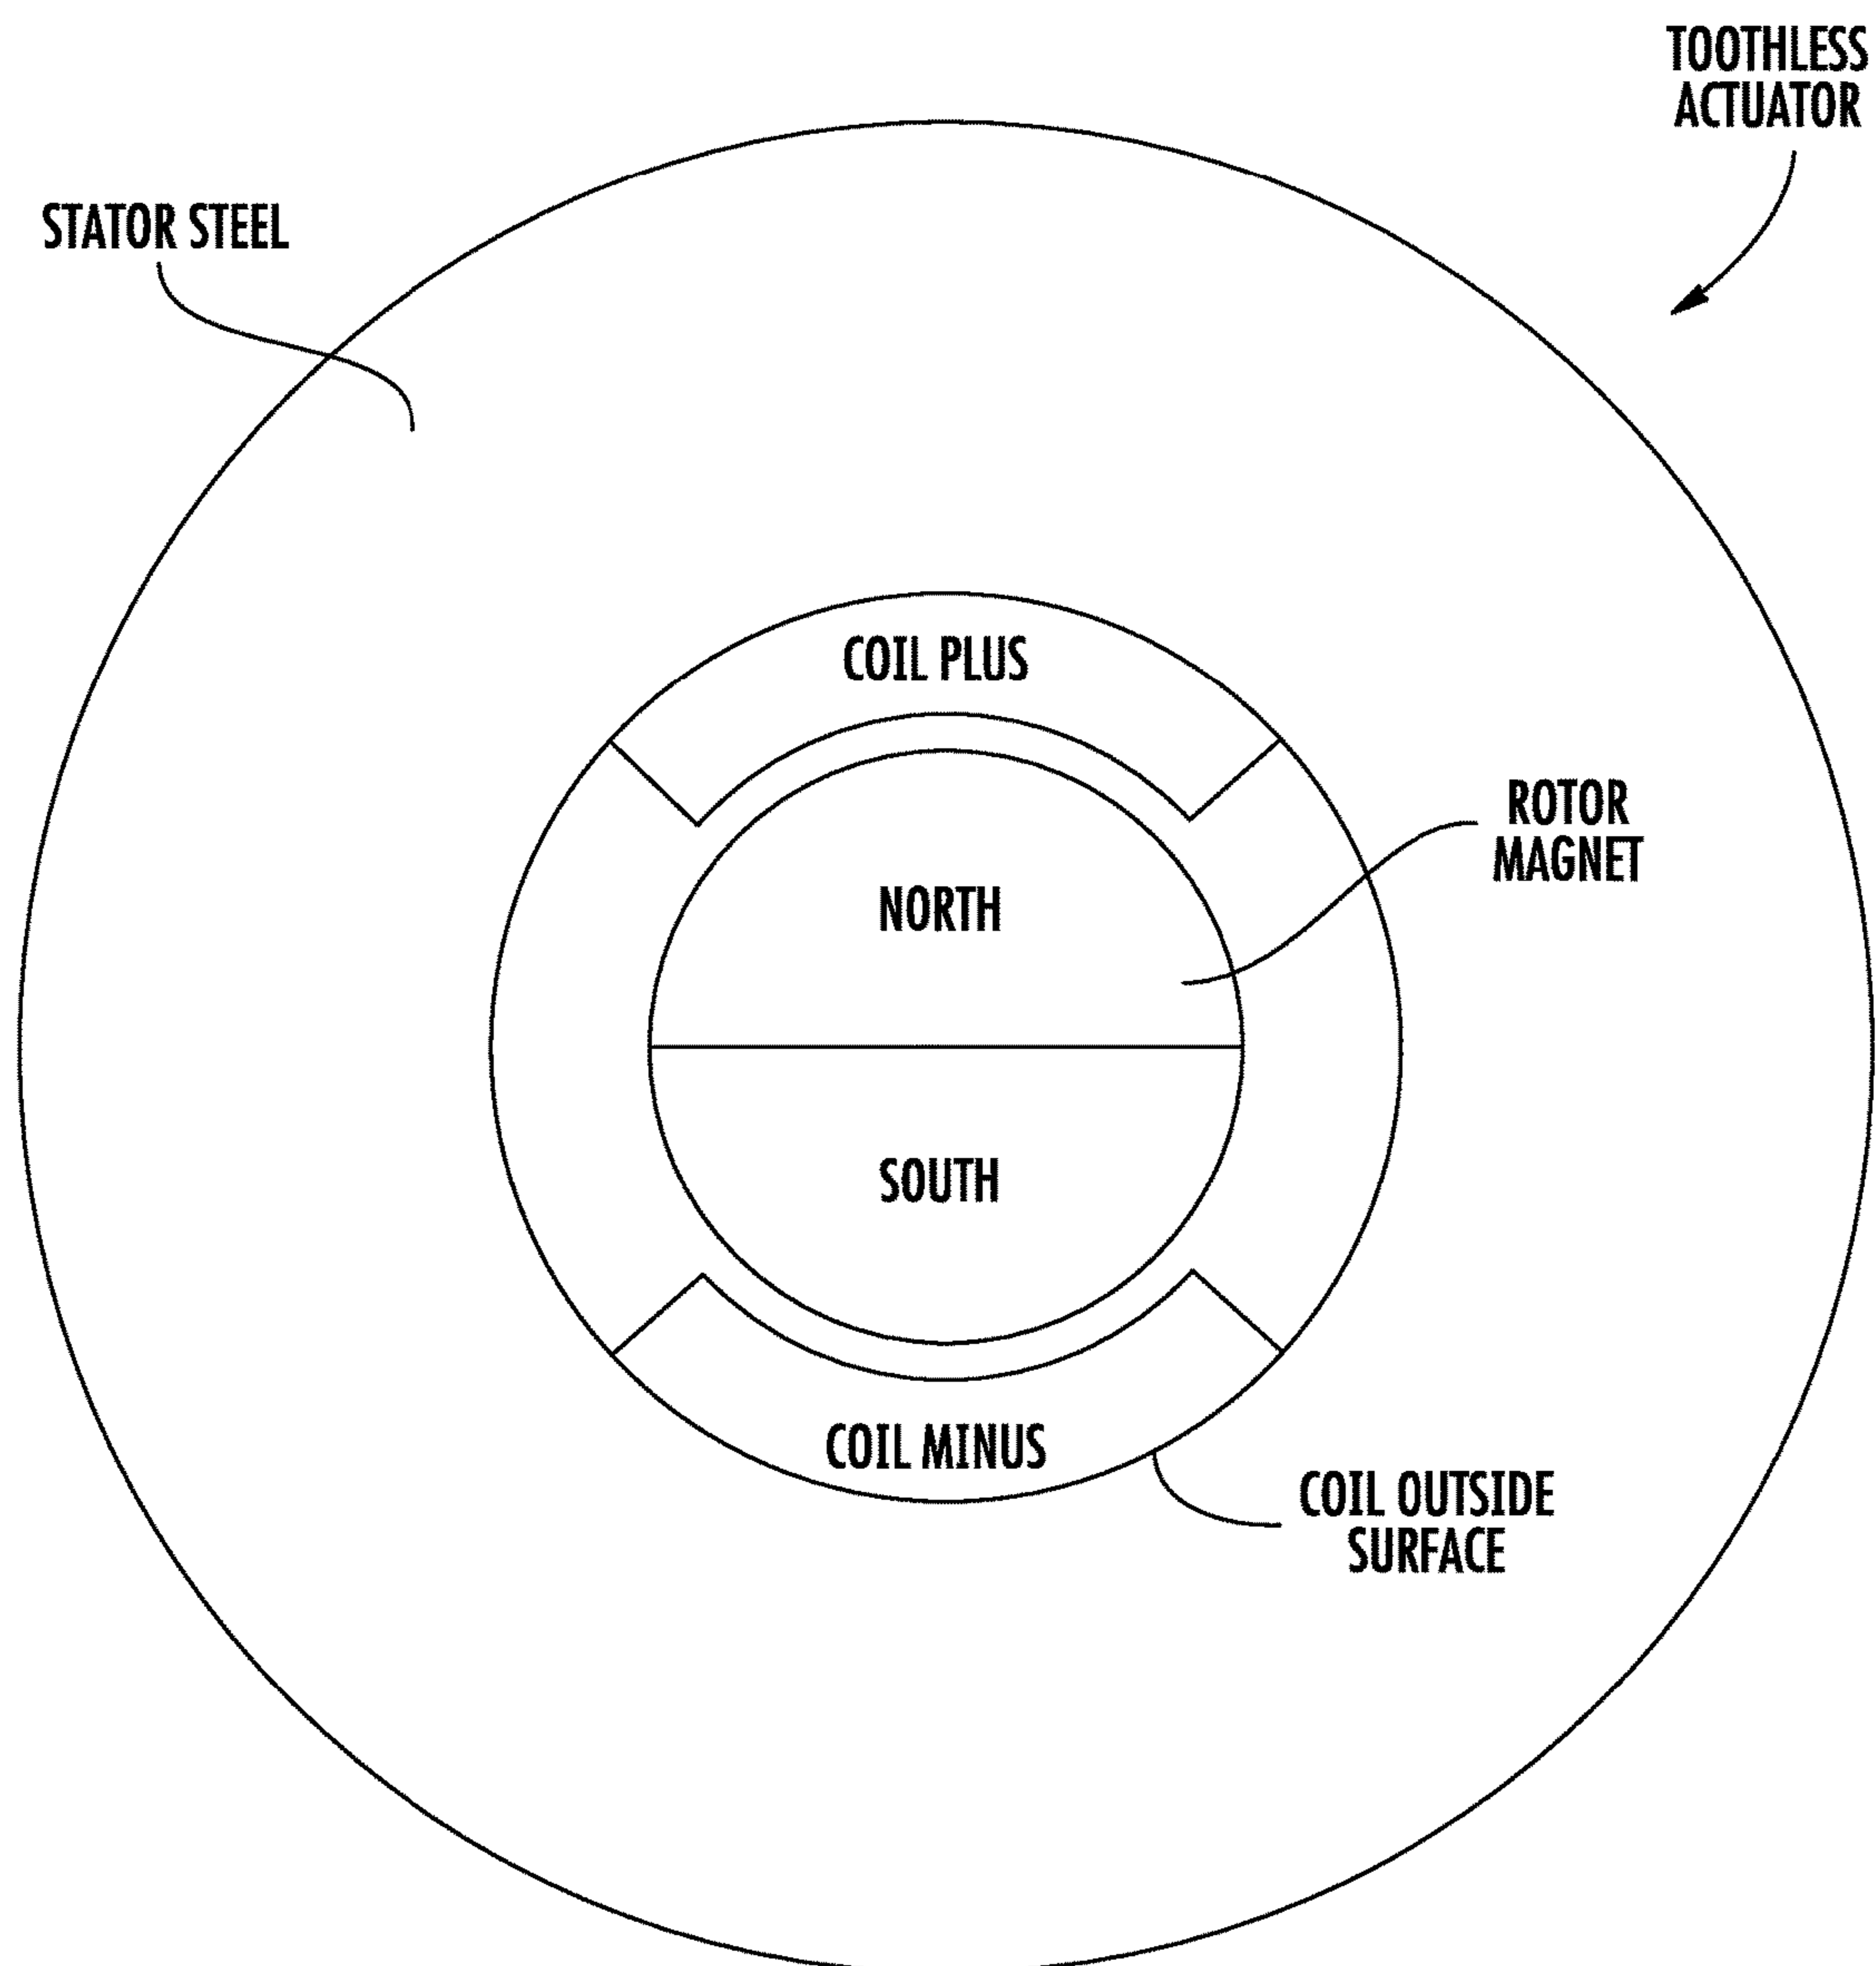 TOOTHLESS
ACTUATOR
STATOR STEEL
COIL PLUS
ROTOR
MAGNET
NORTH
SOUTH
COIL MINUS
COIL OUTSIDE
SURFACE